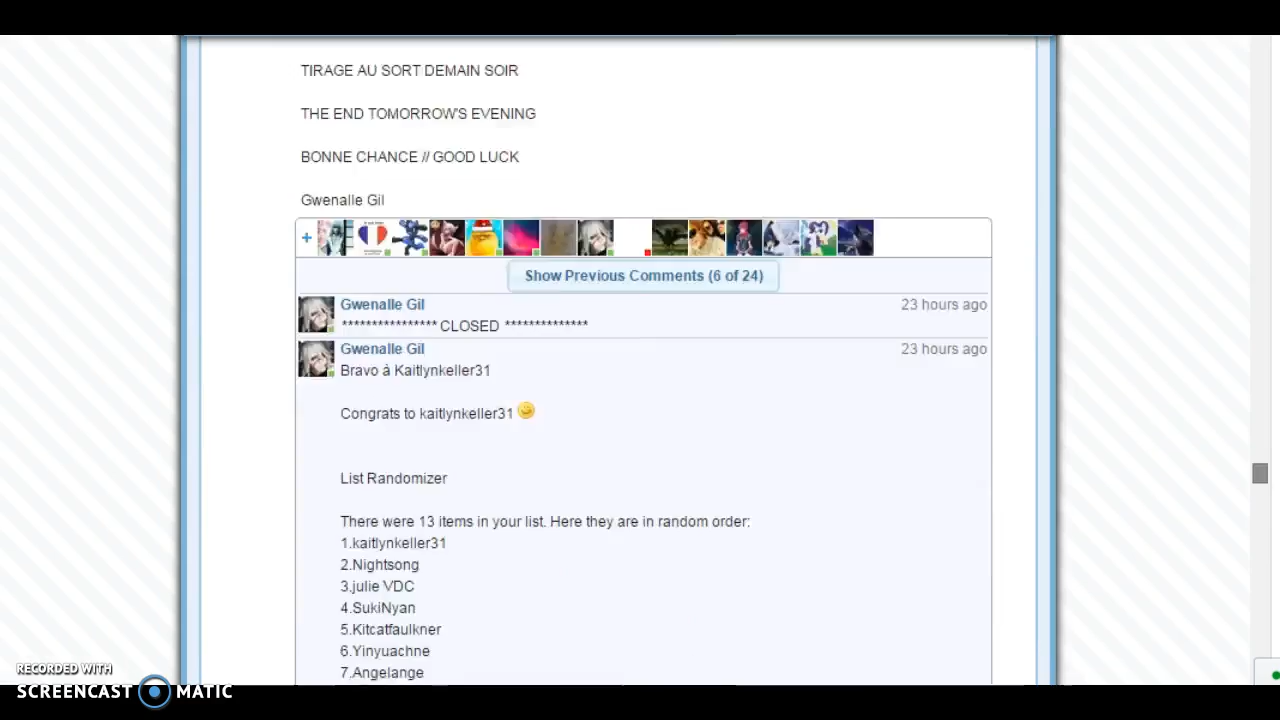 TIRAGE AU SORT DEMAIN SOIR
THE END TOMORROW'S EVENING
BONNE CHANCE // GOOD LUCK
Gwenalle Gil
+
Show Previous Comments (6 of 24)
Gwenalle Gil 23 hours ago
**************** CLOSED **************
Gwenalle Gil 23 hours ago
Bravo à Kaitlynkeller31
Congrats to kaitlynkeller31
List Randomizer
There were 13 items in your list. Here they are in random order:
1.kaitlynkeller31
2.Nightsong
3.julie VDC
4.SukiNyan
5.Kitcatfaulkner
6.Yinyuachne
7.Angelange
RECORDED WITH
SCREENCAST MATIC